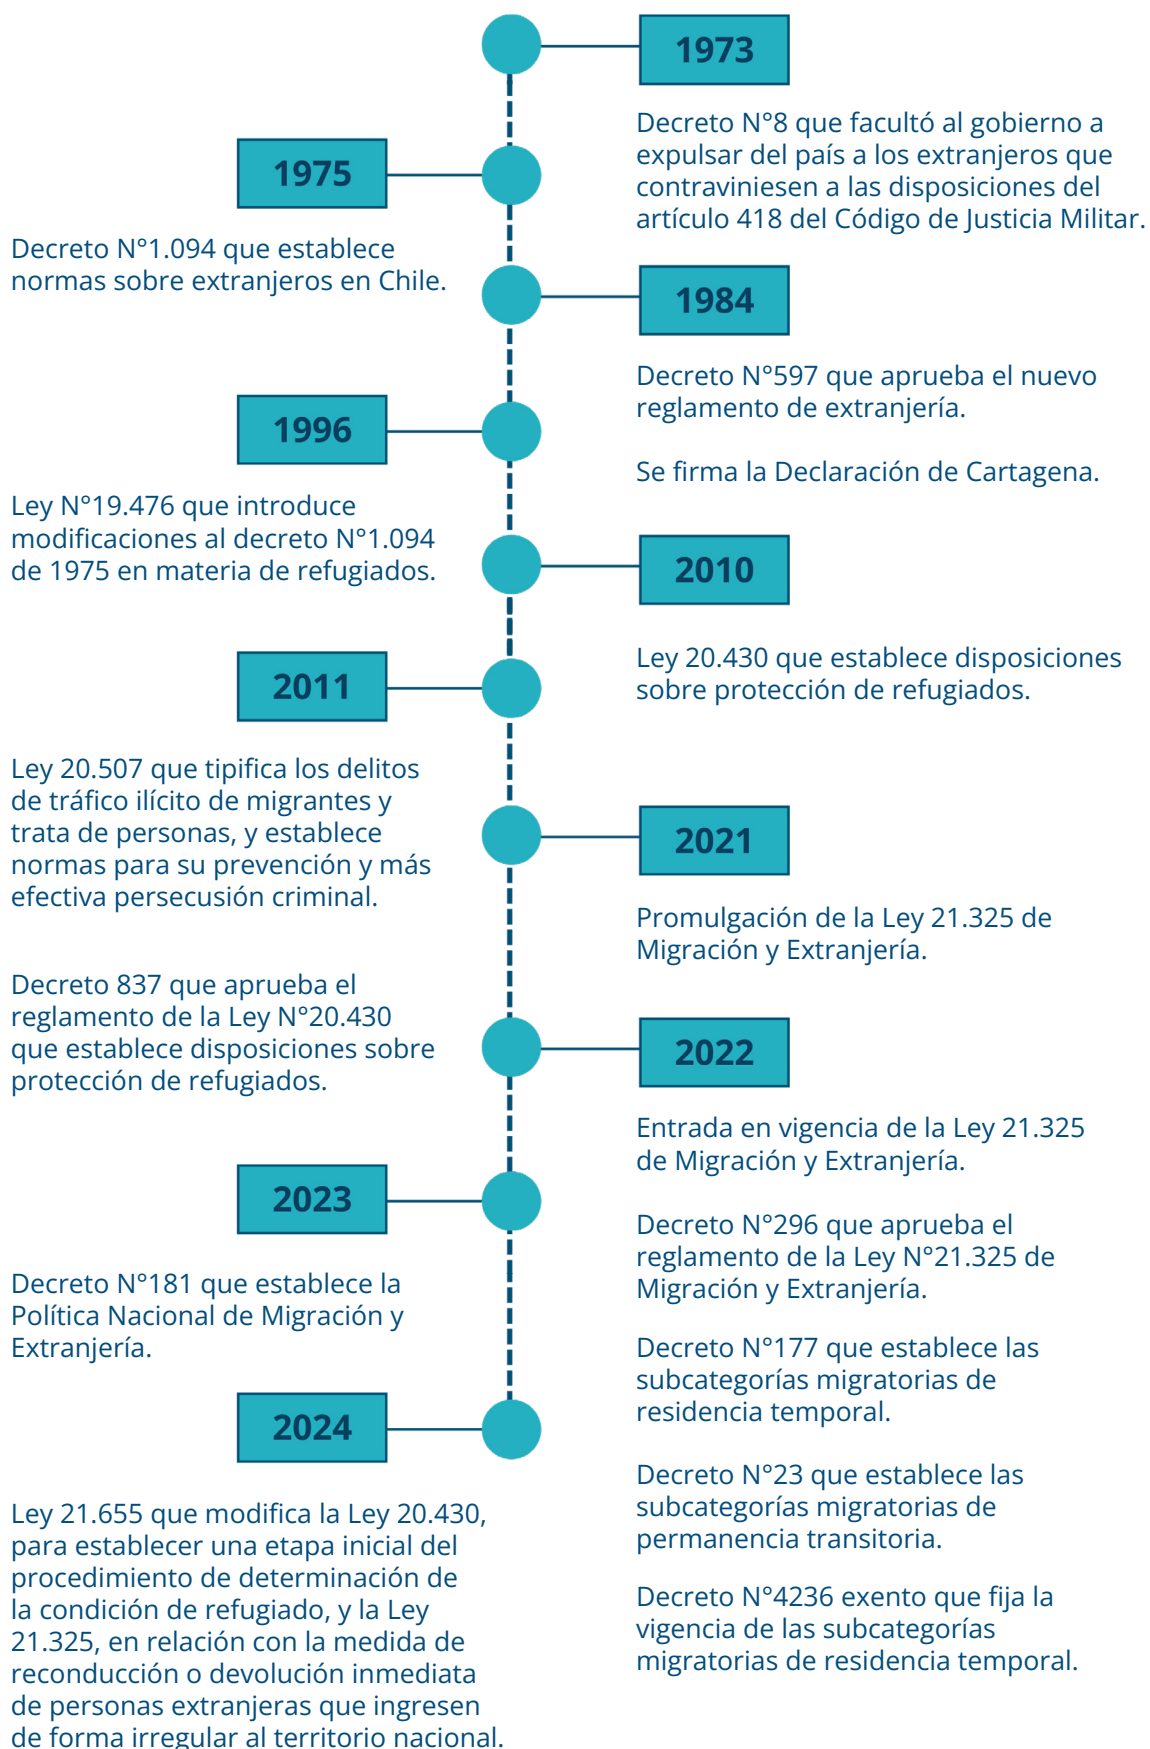 1973
Decreto N°8 que facultó al gobierno a
expulsar del país a los extranjeros que
contraviniesen a las disposiciones del
artículo 418 del Código de Justicia Militar.
1975
Decreto N°1.094 que establece
normas sobre extranjeros en Chile.
1984
Decreto N°597 que aprueba el nuevo
reglamento de extranjería.
Se firma la Declaración de Cartagena.
1996
Ley N°19.476 que introduce
modificaciones al decreto N°1.094
de 1975 en materia de refugiados.
2010
Ley 20.430 que establece disposiciones
sobre protección de refugiados.
2011
Ley 20.507 que tipifica los delitos
de tráfico ilícito de migrantes y
trata de personas, y establece
normas para su prevención y más
efectiva persecusión criminal.
Decreto 837 que aprueba el
reglamento de la Ley N°20.430
que establece disposiciones sobre
protección de refugiados.
2021
Promulgación de la Ley 21.325 de
Migración y Extranjería.
2022
Entrada en vigencia de la Ley 21.325
de Migración y Extranjería.
Decreto N°296 que aprueba el
reglamento de la Ley N°21.325 de
Migración y Extranjería.
Decreto N°177 que establece las
subcategorías migratorias de
residencia temporal.
Decreto N°23 que establece las
subcategorías migratorias de
permanencia transitoria.
Decreto N°4236 exento que fija la
vigencia de las subcategorías
migratorias de residencia temporal.
2023
Decreto N°181 que establece la
Política Nacional de Migración y
Extranjería.
2024
Ley 21.655 que modifica la Ley 20.430,
para establecer una etapa inicial del
procedimiento de determinación de
la condición de refugiado, y la Ley
21.325, en relación con la medida de
reconducción o devolución inmediata
de personas extranjeras que ingresen
de forma irregular al territorio nacional.